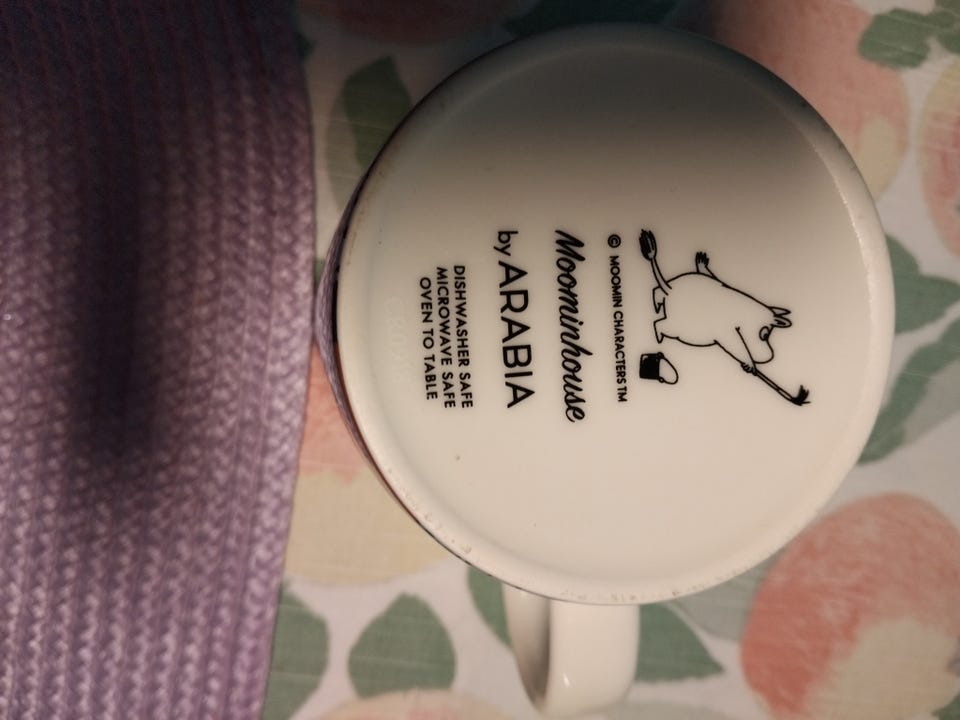 © MOOMIN CHARACTERS TM
Moominhouse
by ARABIA
DISHWASHER SAFE
MICROWAVE SAFE
OVEN TO TABLE